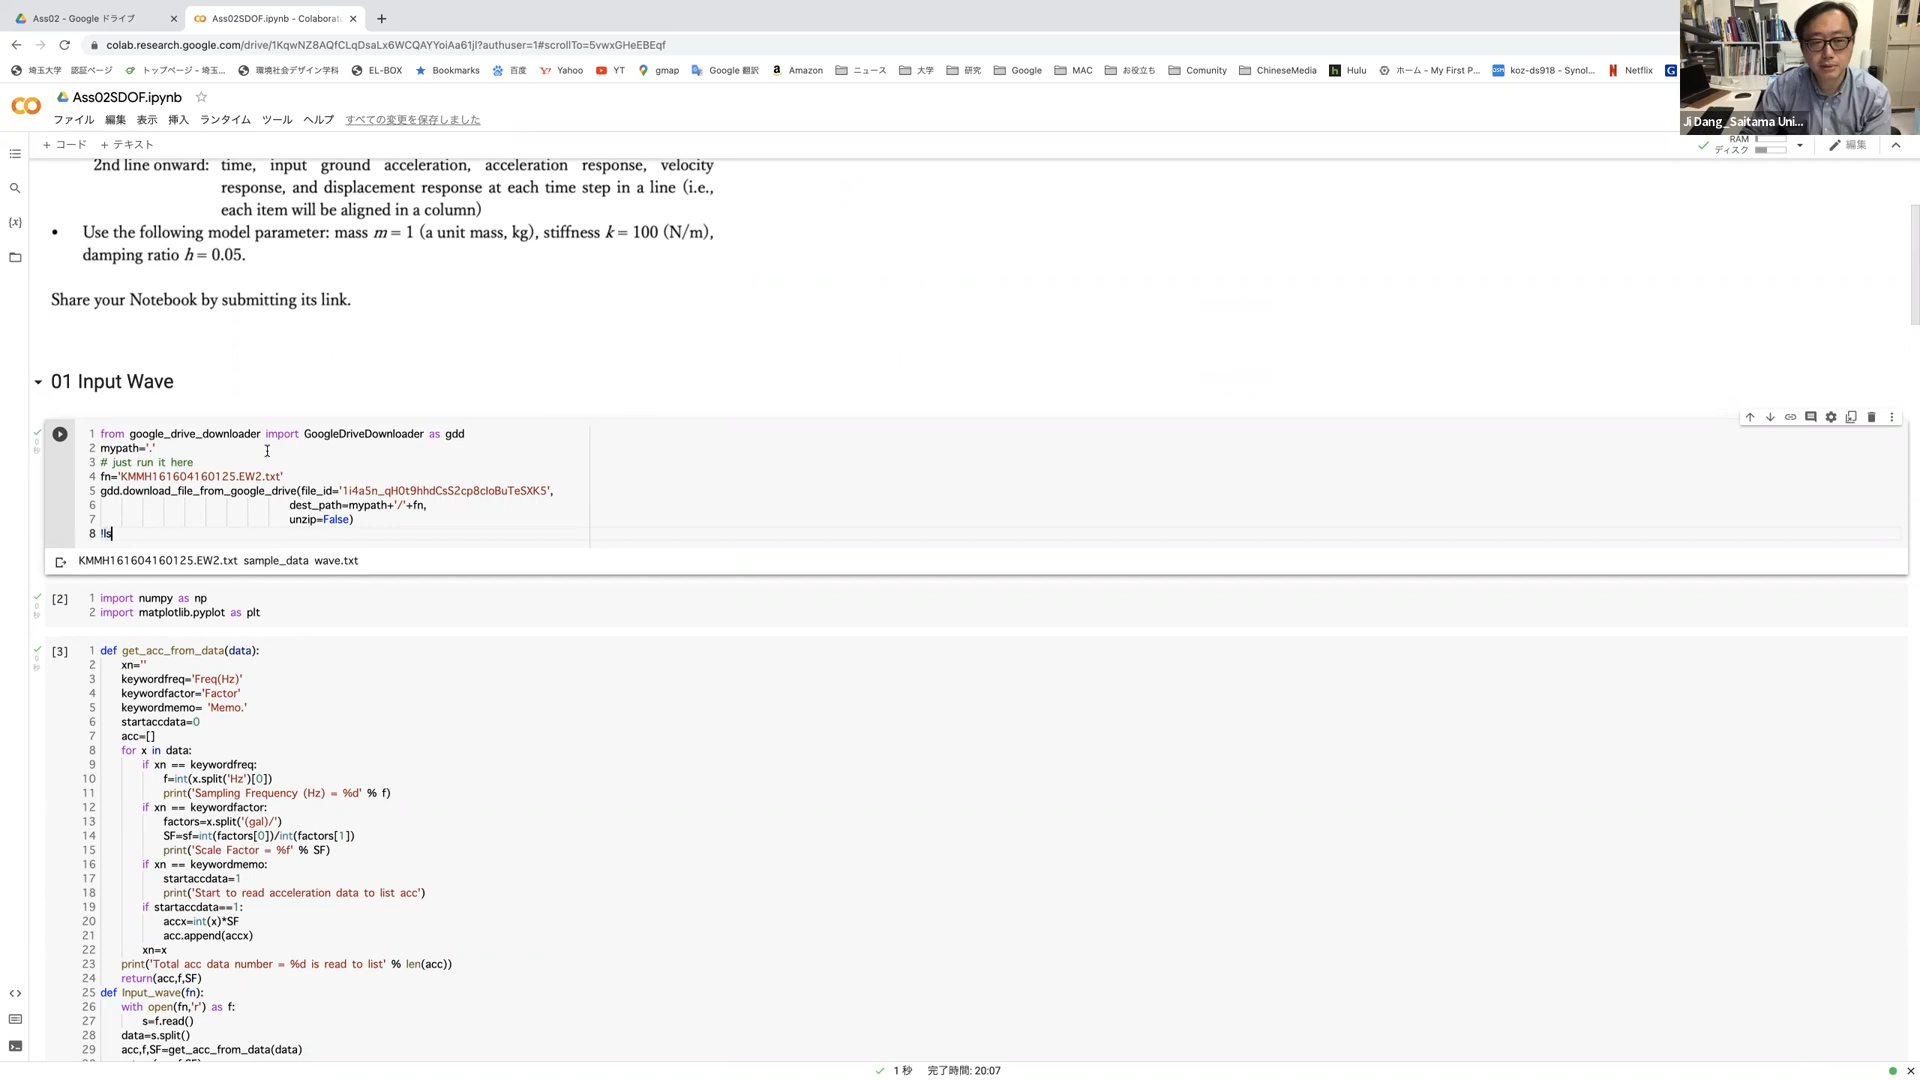 Ass02 - Google ドライブ
Ass02SDOF.ipynb - Colaborat
colab.research.google.com/drive/1KqwNZ8AQfCLqDsaLx6WCQAYYoiAa61jl?authuser=1#scrollTo=5vwxGHeEBEqf
埼玉大学 認証ページ
トップページ - 埼玉...
環境社会デザイン学科
EL-BOX
Bookmarks
百度
Yahoo
YT
gmap
Google 翻訳
Amazon
ニュース
大学
研究
Google
MAC
お役立ち
Comunity
ChineseMedia
Hulu
ホーム - My First P...
koz-ds918 - Synol...
Netflix
Ji Dang_Saitama Uni...
Ass02SDOF.ipynb
ファイル 編集 表示 挿入 ランタイム ツール ヘルプ すべての変更を保存しました
+ コード + テキスト
RAM
ディスク
編集
2nd line onward: time, input ground acceleration, acceleration response, velocity
response, and displacement response at each time step in a line (i.e.,
each item will be aligned in a column)
• Use the following model parameter: mass m = 1 (a unit mass, kg), stiffness k = 100 (N/m),
damping ratio h = 0.05.
Share your Notebook by submitting its link.
01 Input Wave
1 from google_drive_downloader import GoogleDriveDownloader as gdd
2 mypath='.'
3 # just run it here
4 fn='KMMH161604160125.EW2.txt'
5 gdd.download_file_from_google_drive(file_id='1i4a5n_qH0t9hhdCsS2cp8cIoBuTeSXK5',
6 dest_path=mypath+'/'+fn,
7 unzip=False)
8 !ls
KMMH161604160125.EW2.txt sample_data wave.txt
[2] 1 import numpy as np
2 import matplotlib.pyplot as plt
[3] 1 def get_acc_from_data(data):
2 xn=''
3 keywordfreq='Freq(Hz)'
4 keywordfactor='Factor'
5 keywordmemo= 'Memo.'
6 startaccdata=0
7 acc=[]
8 for x in data:
9 if xn == keywordfreq:
10 f=int(x.split('Hz')[0])
11 print('Sampling Frequency (Hz) = %d' % f)
12 if xn == keywordfactor:
13 factors=x.split('(gal)/')
14 SF=sf=int(factors[0])/int(factors[1])
15 print('Scale Factor = %f' % SF)
16 if xn == keywordmemo:
17 startaccdata=1
18 print('Start to read acceleration data to list acc')
19 if startaccdata==1:
20 accx=int(x)*SF
21 acc.append(accx)
22 xn=x
23 print('Total acc data number = %d is read to list' % len(acc))
24 return(acc,f,SF)
25 def Input_wave(fn):
26 with open(fn,'r') as f:
27 s=f.read()
28 data=s.split()
29 acc,f,SF=get_acc_from_data(data)
1 秒 完了時間: 20:07